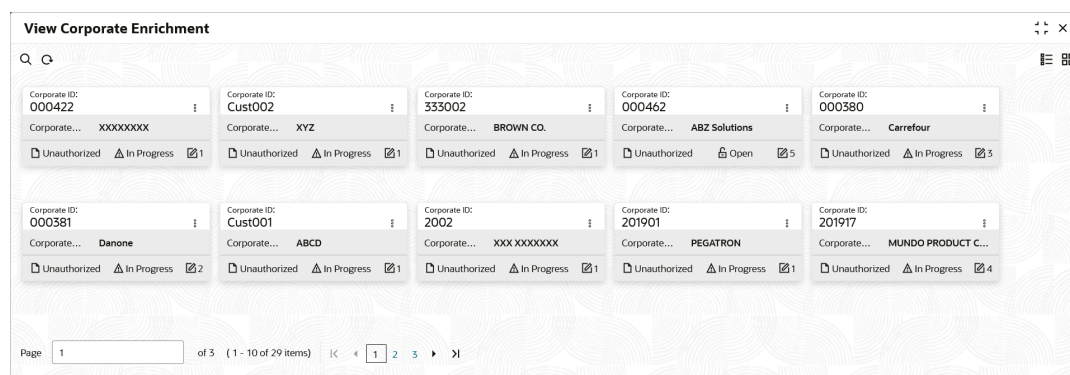 View Corporate Enrichment
Corporate ID: Corporate ID: Corporate ID: Corporate ID: Corporate ID:
000422 Cust002 333002 000462 000380
Corporate... XXXXXXXX Corporate... XYZ Corporate... BROWN CO. Corporate... ABZ Solutions Corporate... Carrefour
Unauthorized In Progress 1 Unauthorized In Progress 1 Unauthorized In Progress 1 Unauthorized Open 5 Unauthorized In Progress 3
Corporate ID: Corporate ID: Corporate ID: Corporate ID: Corporate ID:
000381 Cust001 2002 201901 201917
Corporate... Danone Corporate... ABCD Corporate... XXX XXXXXXX Corporate... PEGATRON Corporate... MUNDO PRODUCT C...
Unauthorized In Progress 2 Unauthorized In Progress 1 Unauthorized In Progress 1 Unauthorized In Progress 1 Unauthorized In Progress 4
Page 1 of 3 ( 1 - 10 of 29 items) 1 2 3